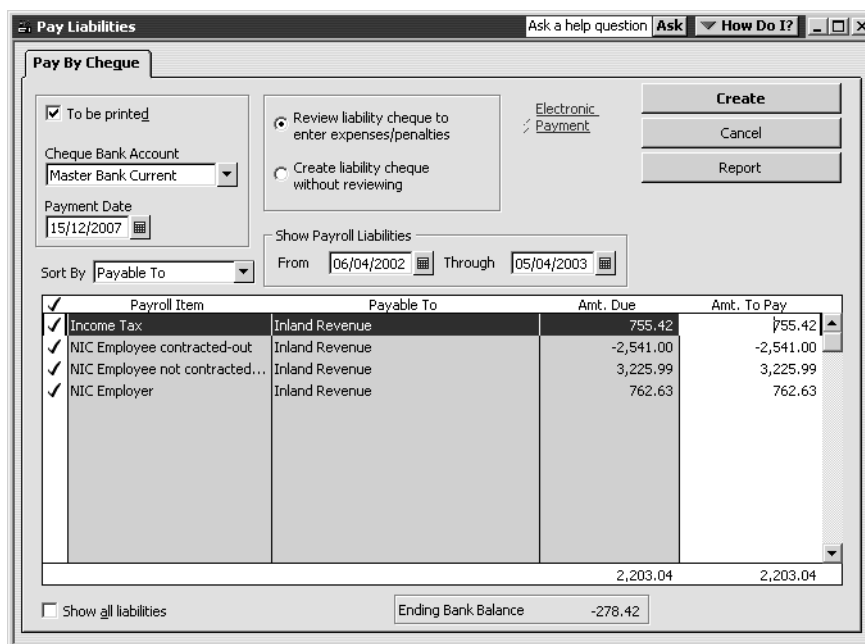 Pay Liabilities
Ask a help question Ask How Do I?
Pay By Cheque
To be printed
Cheque Bank Account
Master Bank Current
Payment Date
15/12/2007
Review liability cheque to
enter expenses/penalties
Create liability cheque
without reviewing
Electronic
Payment
Create
Cancel
Report
Show Payroll Liabilities
From 06/04/2002 Through 05/04/2003
Sort By Payable To
Payroll Item Payable To Amt. Due Amt. To Pay
Income Tax Inland Revenue 755.42 755.42
NIC Employee contracted-out Inland Revenue -2,541.00 -2,541.00
NIC Employee not contracted... Inland Revenue 3,225.99 3,225.99
NIC Employer Inland Revenue 762.63 762.63
2,203.04 2,203.04
Show all liabilities
Ending Bank Balance -278.42